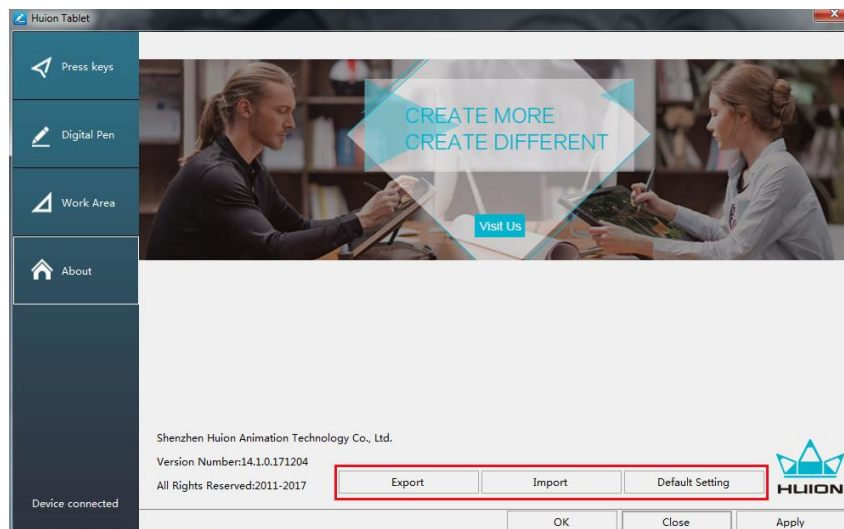 Huion Tablet
Press keys
Digital Pen
Work Area
About
Device connected
CREATE MORE
CREATE DIFFERENT
Visit Us
Shenzhen Huion Animation Technology Co., Ltd.
Version Number:14.1.0.171204
All Rights Reserved:2011-2017
Export Import Default Setting
HUION
OK Close Apply